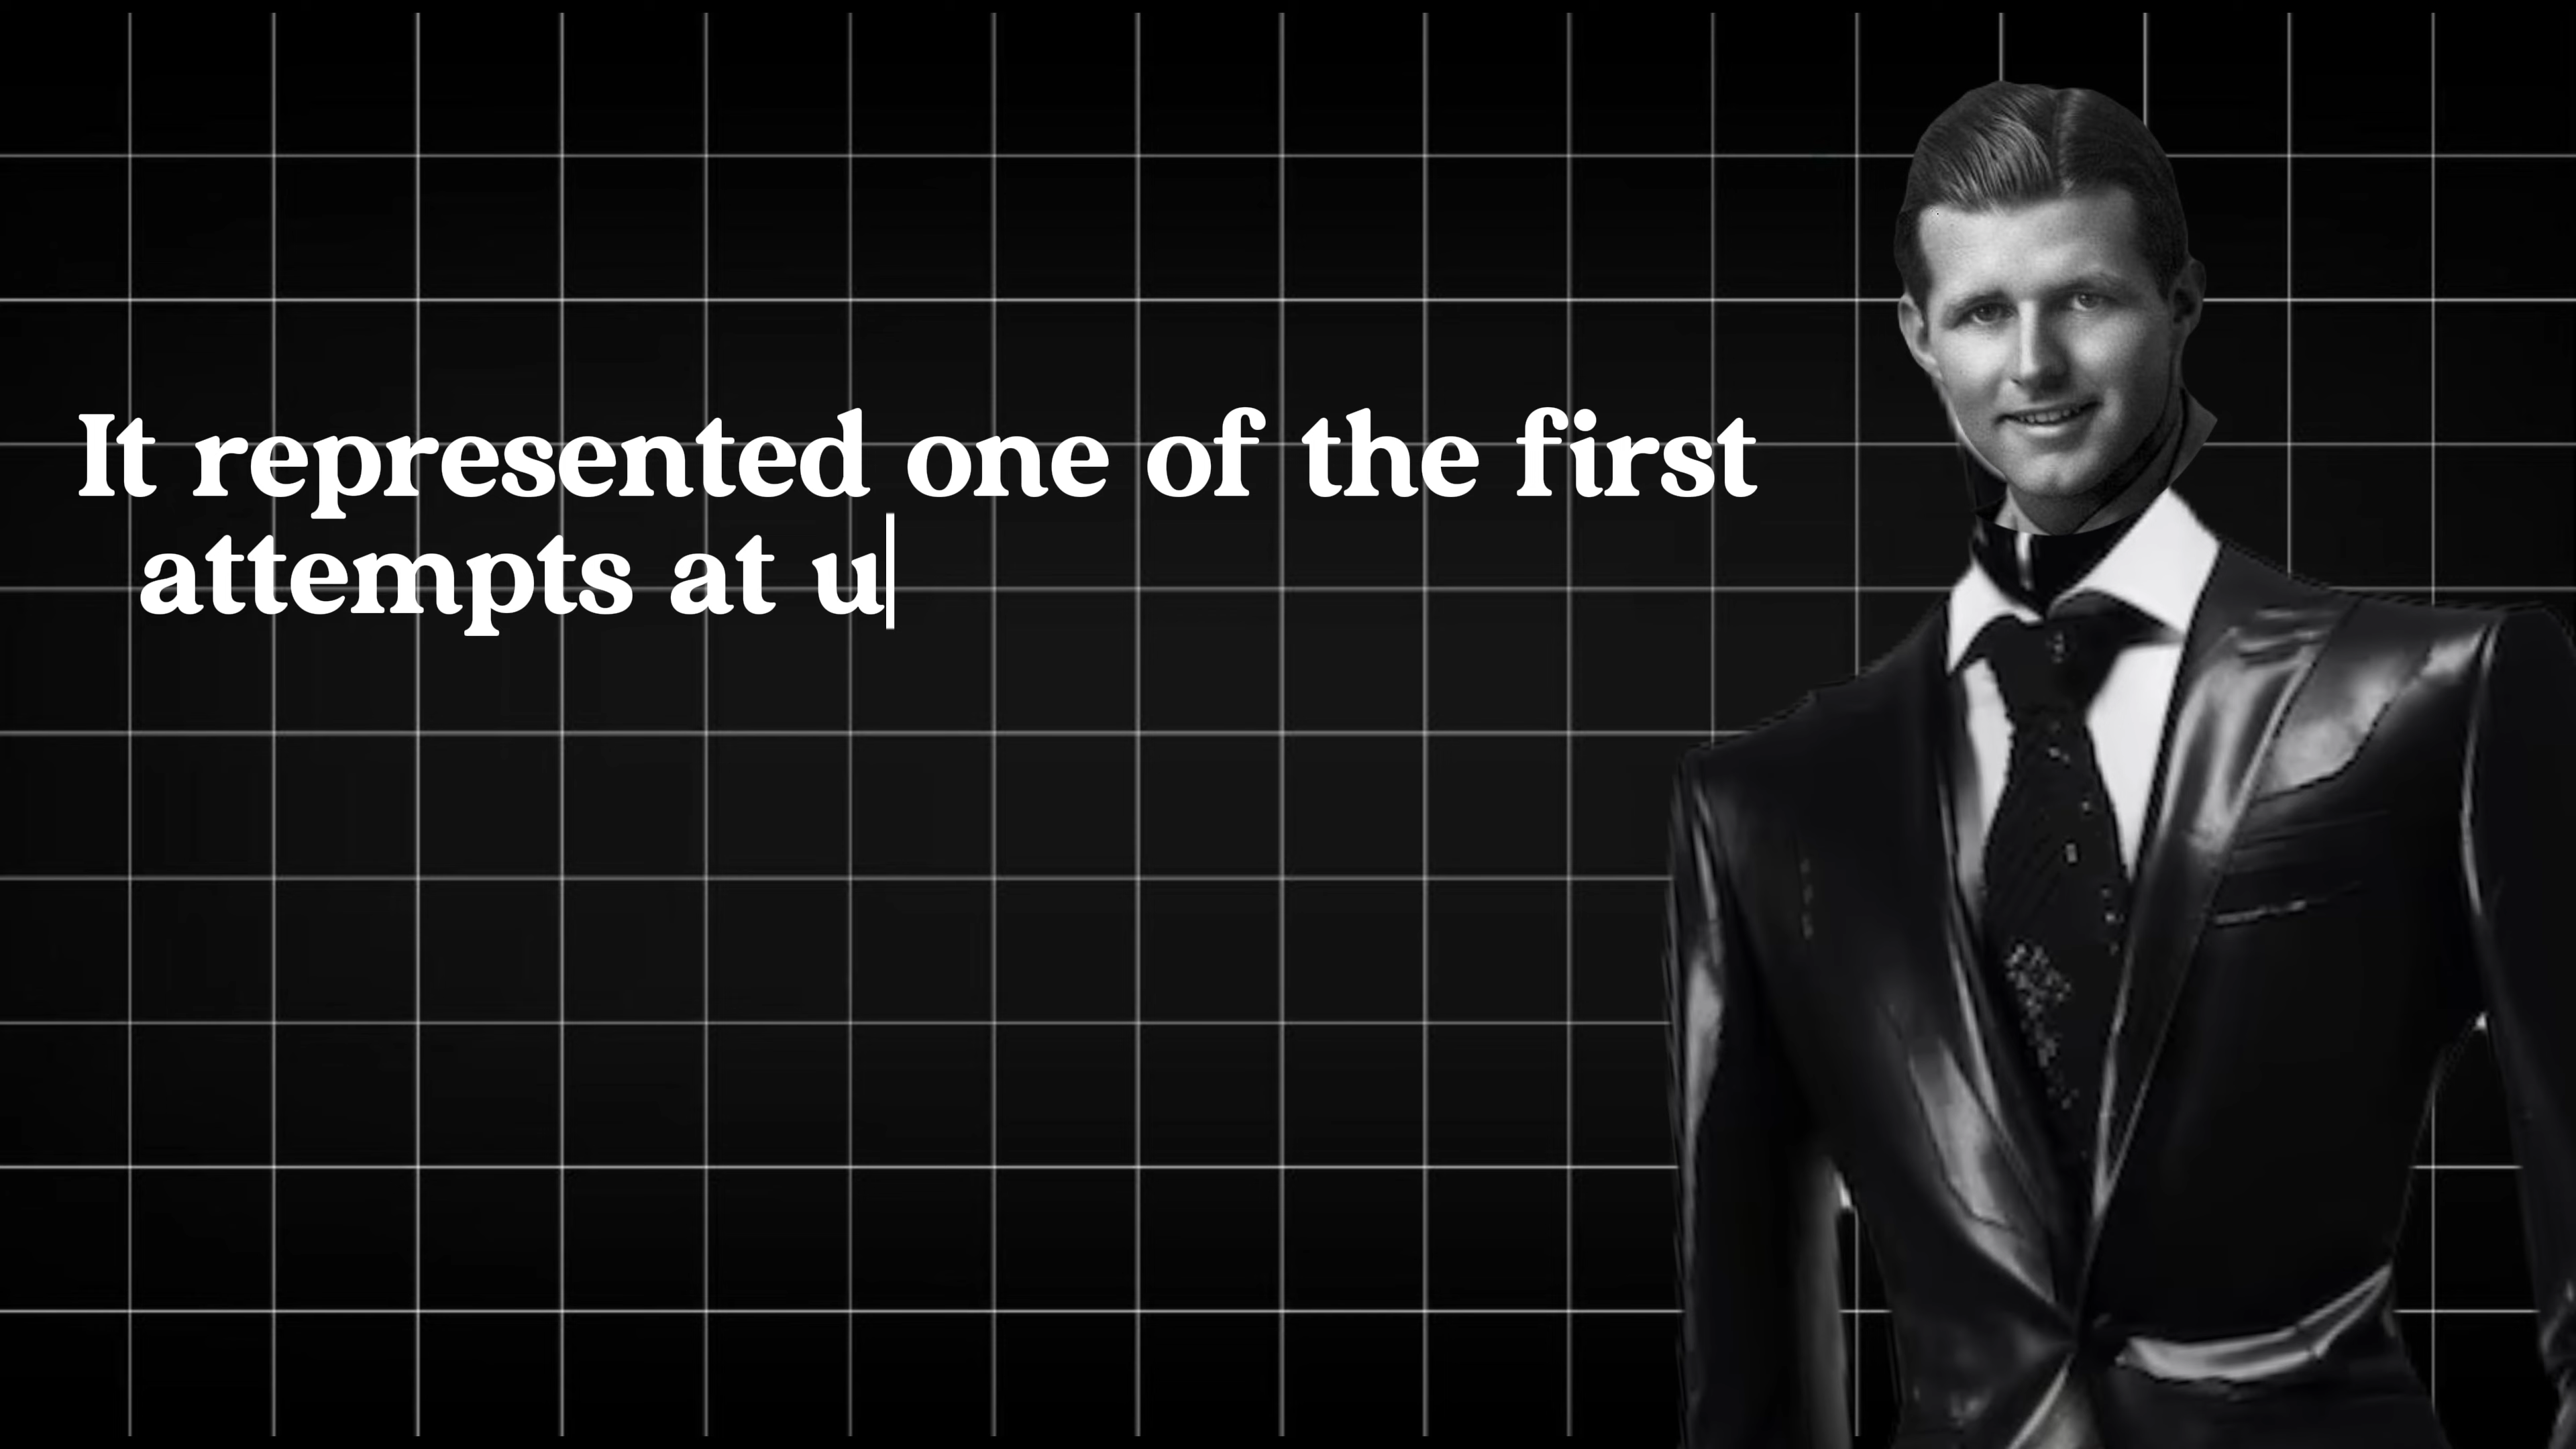 It represented one of the first
attempts at u